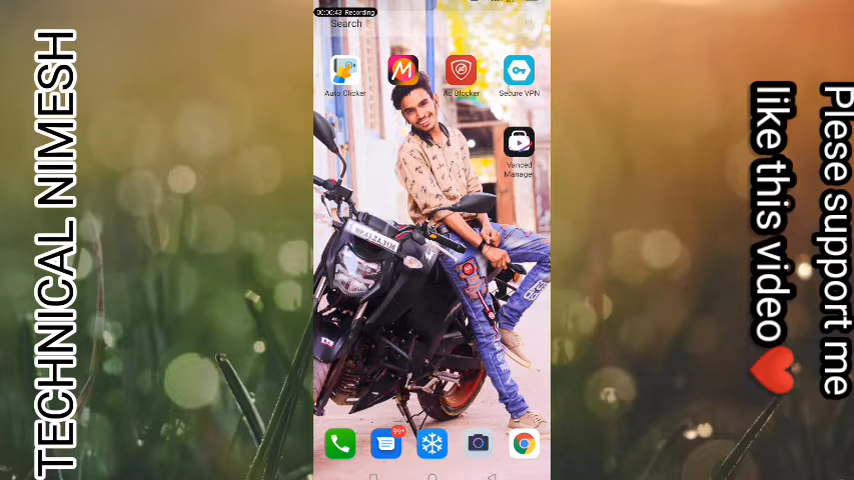 TECHNICAL NIMESH
00:00:43 Recording
Search
Auto Clicker
Ad Blocker
Secure VPN
Vanced
Manager
99+
Plese support me
like this video